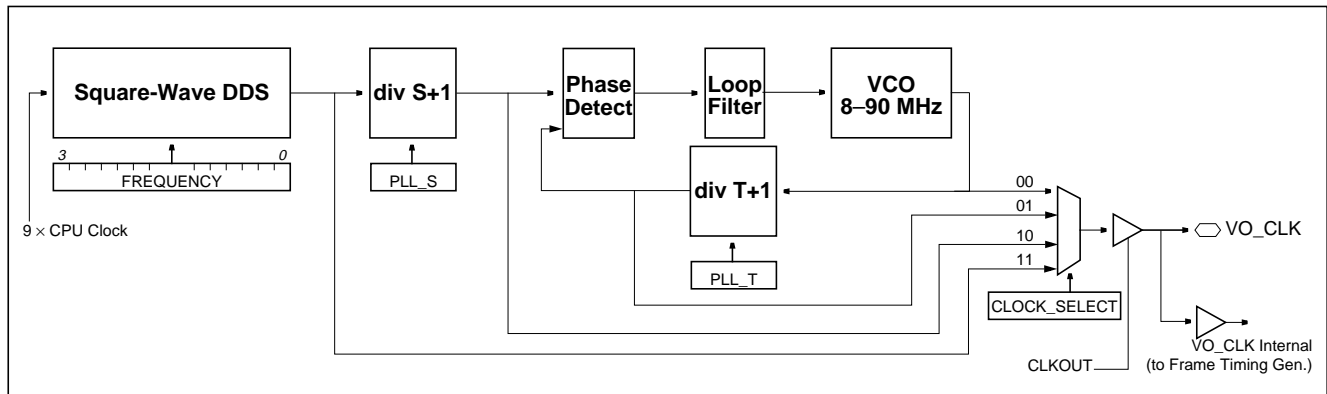 Square-Wave DDS
div S+1
Phase
Detect
Loop
Filter
VCO
8–90 MHz
3
0
FREQUENCY
PLL_S
div T+1
PLL_T
9 × CPU Clock
00
01
10
11
CLOCK_SELECT
VO_CLK
CLKOUT
VO_CLK Internal
(to Frame Timing Gen.)